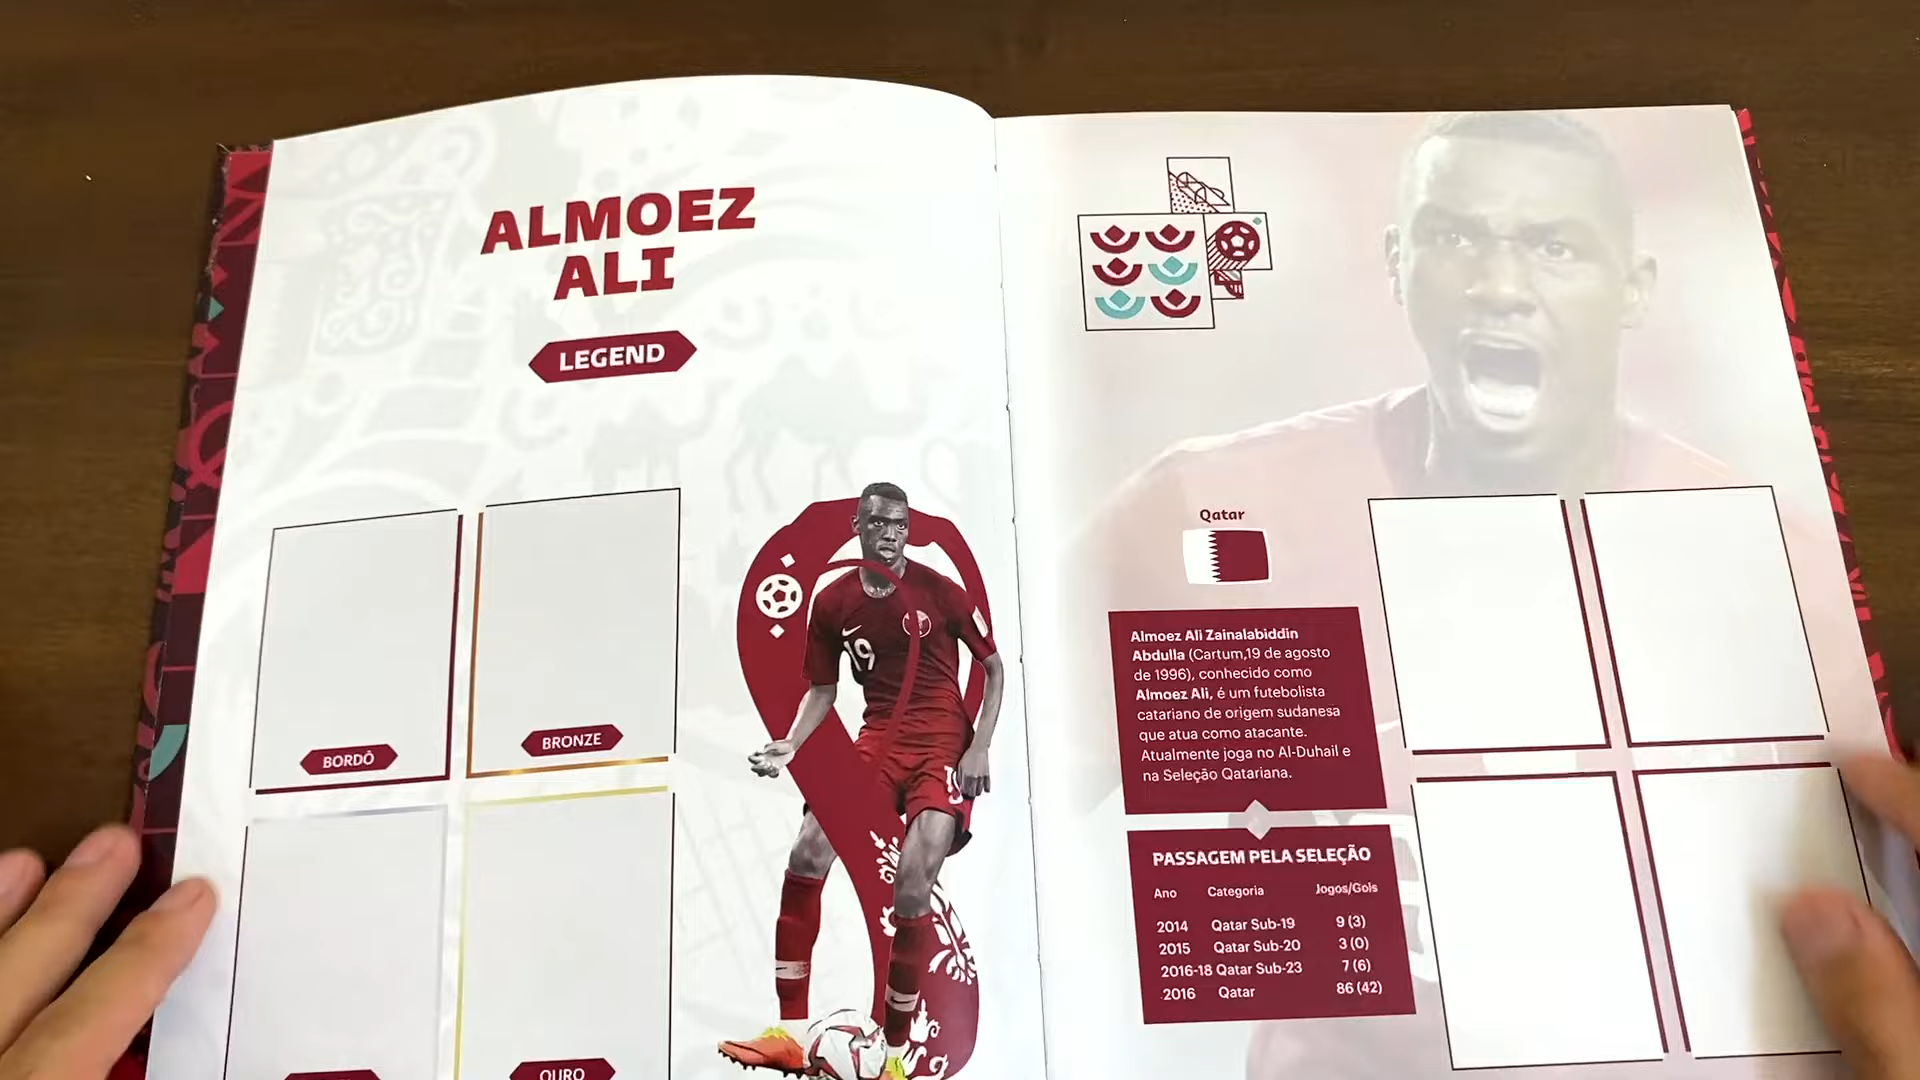 ALMOEZ
ALI
LEGEND
BORDÔ
BRONZE
OURO
19
Qatar
Almoez Ali Zainalabiddin
Abdulla (Cartum,19 de agosto
de 1996), conhecido como
Almoez Ali, é um futebolista
catariano de origem sudanesa
que atua como atacante.
Atualmente joga no Al-Duhail e
na Seleção Qatariana.
PASSAGEM PELA SELEÇÃO
Ano Categoria Jogos/Gols
2014 Qatar Sub-19 9 (3)
2015 Qatar Sub-20 3 (0)
2016-18 Qatar Sub-23 7 (6)
2016 Qatar 86 (42)